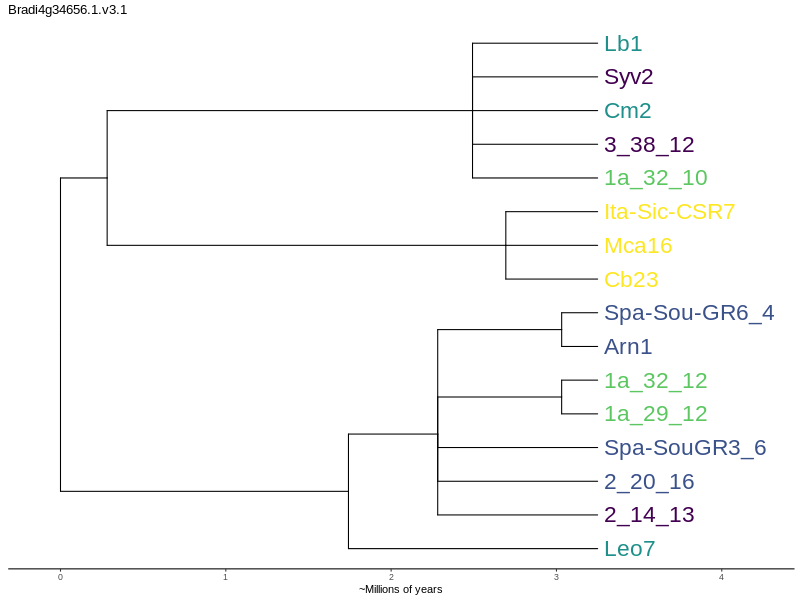 Bradi4g34656.1.v3.1
Lb1
Syv2
Cm2
3_38_12
1a_32_10
Ita-Sic-CSR7
Mca16
Cb23
Spa-Sou-GR6_4
Arn1
1a_32_12
1a_29_12
Spa-SouGR3_6
2_20_16
2_14_13
Leo7
0 1 2 3 4
~Millions of years